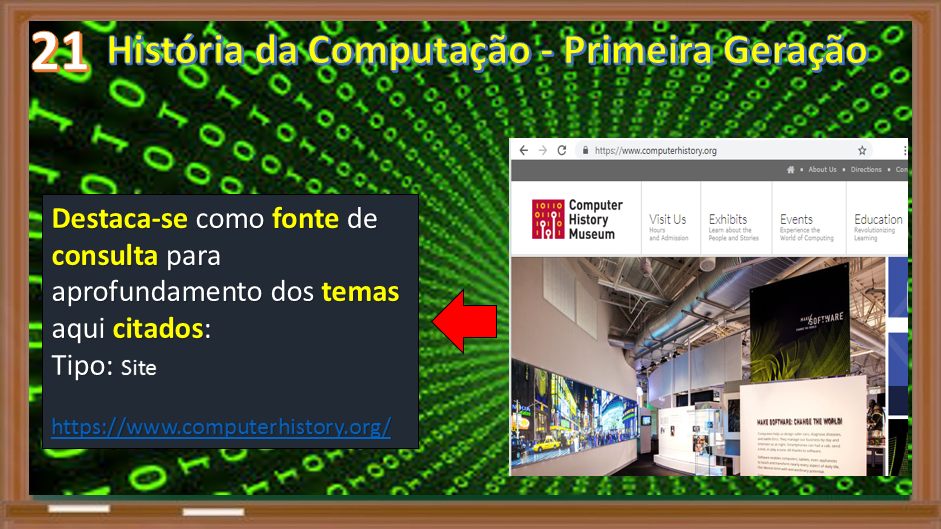 21 História da Computação - Primeira Geração
https://www.computerhistory.org
About Us • Directions • Con
Computer
History
Museum
Visit Us
Hours
and Admission
Exhibits
Learn about the
People and Stories
Events
Experience the
World of Computing
Education
Revolutionizing
Learning
Destaca-se como fonte de
consulta para
aprofundamento dos temas
aqui citados:
Tipo: Site
https://www.computerhistory.org/
MAKE SOFTWARE
MAKE SOFTWARE: CHANGE THE WORLD!